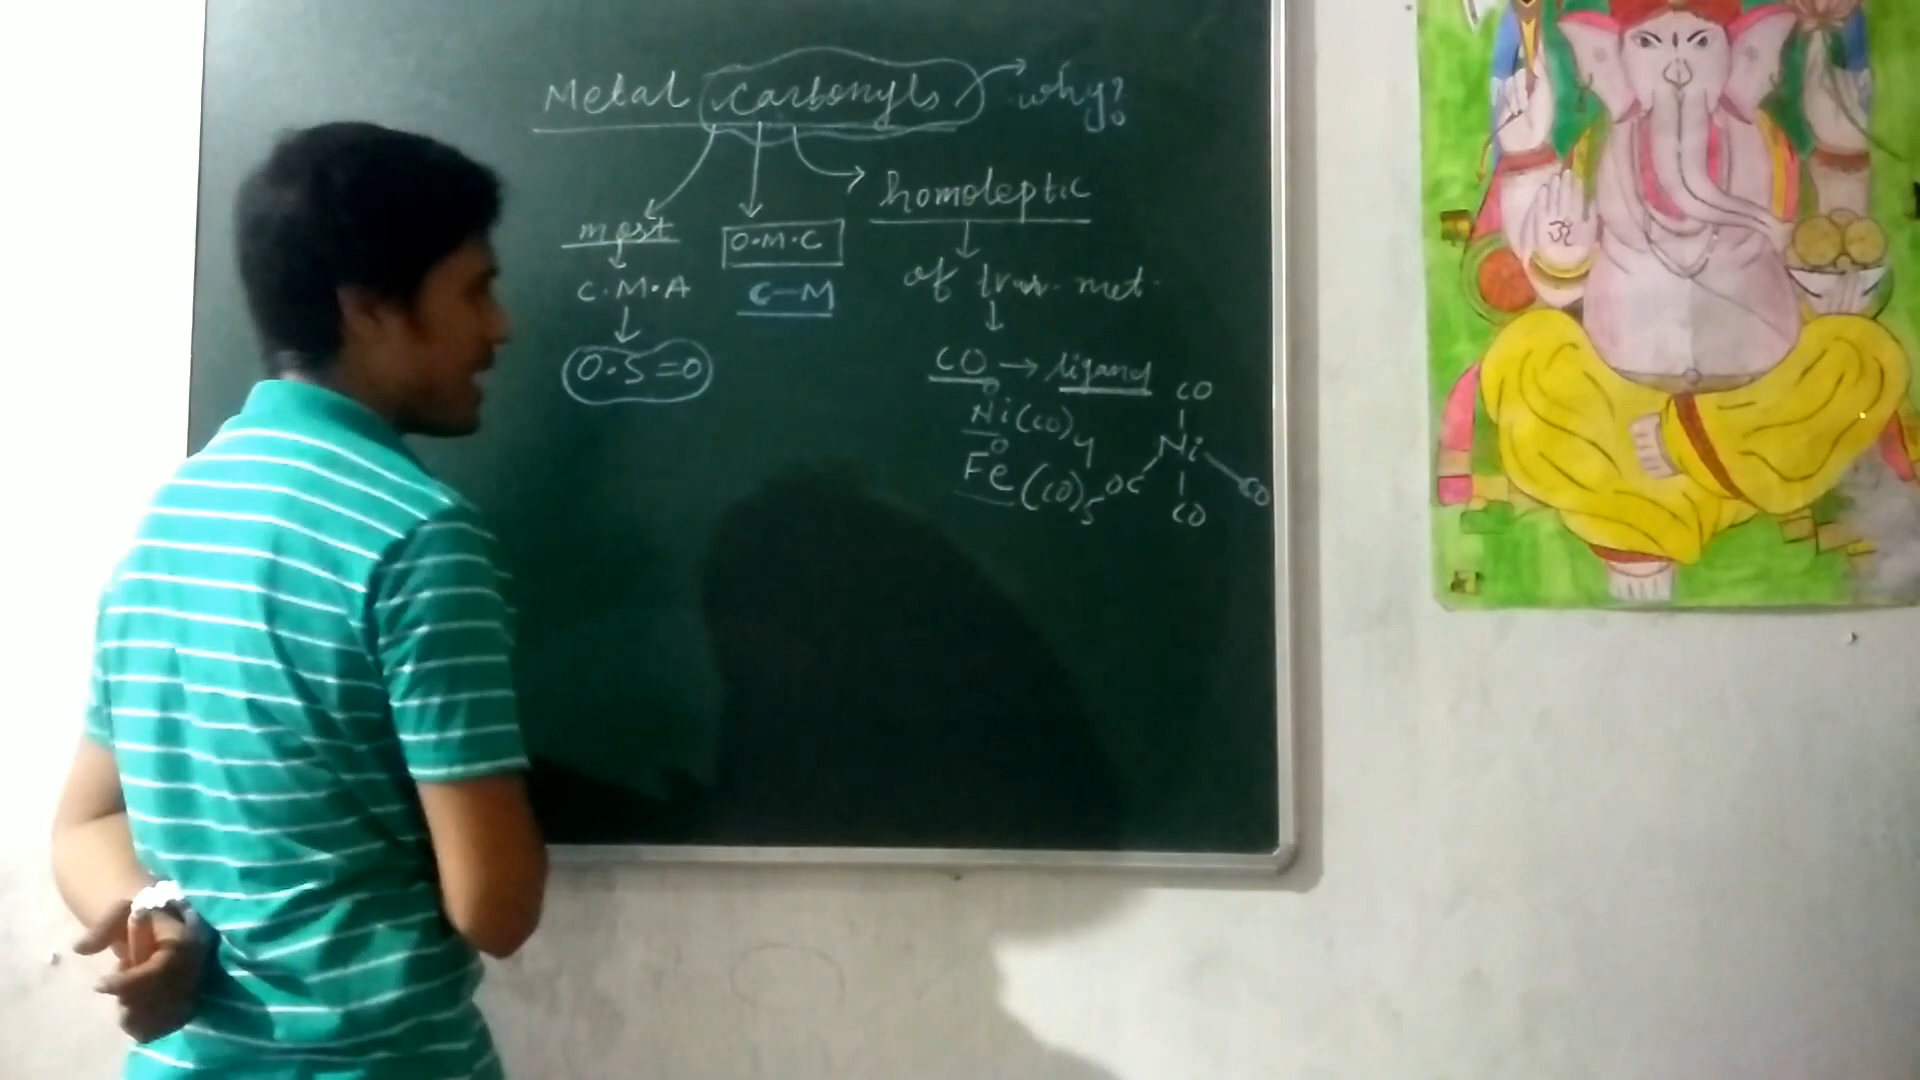 Metal carbonyls → why?
most
C.M.A
O.S=0
O.M.C
C-M
homoleptic
of tran. met.
CO → ligand
Ni(CO)4
Fe(CO)5
CO
OC Ni CO
CO
ॐ